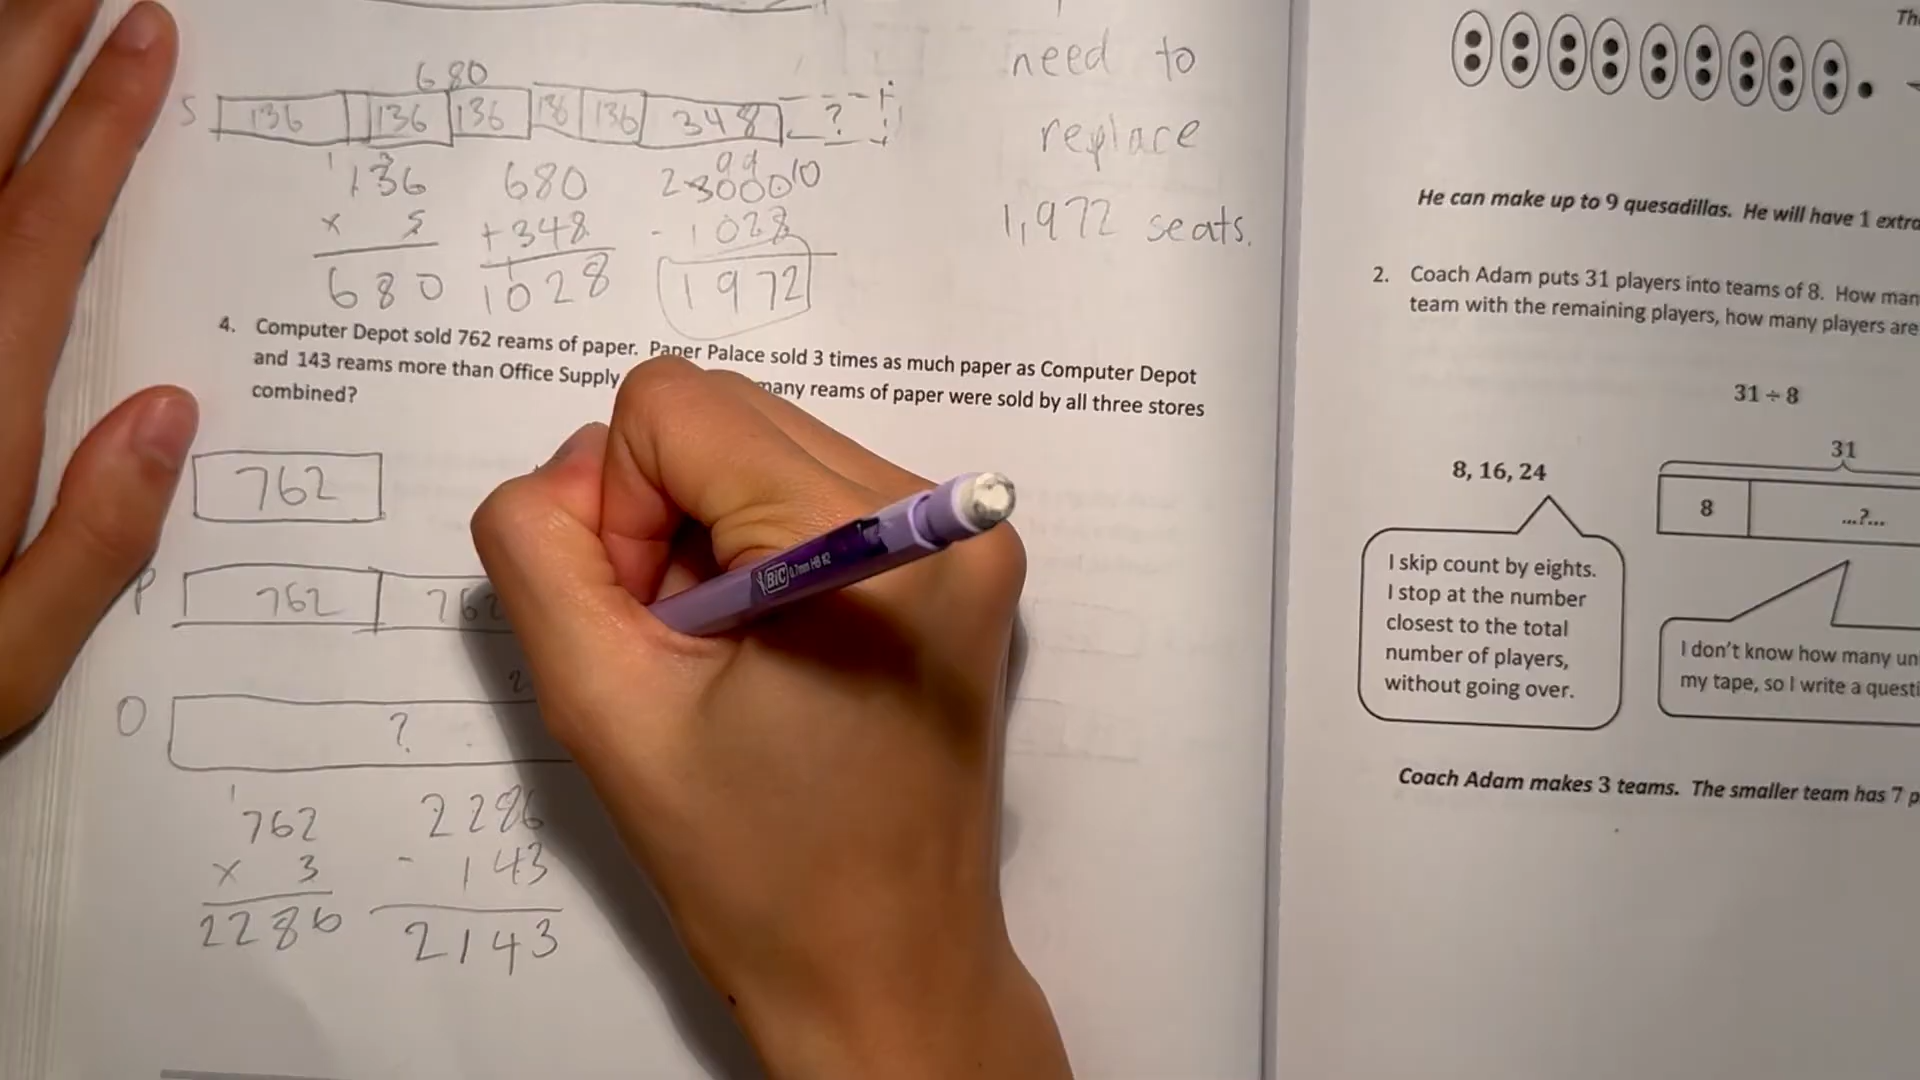 680
S 136 136 136 136 136 348 ?
136
x 5
680
680
+348
1028
23000
- 1028
1972
need to
replace
1,972 seats.
4. Computer Depot sold 762 reams of paper. Paper Palace sold 3 times as much paper as Computer Depot
and 143 reams more than Office Supply many reams of paper were sold by all three stores
combined?
762
P 762 762
O ?
1
762
x 3
2286
2286
- 143
2143
BIC 0.7mm HB #2
He can make up to 9 quesadillas. He will have 1 extra
2. Coach Adam puts 31 players into teams of 8. How man
team with the remaining players, how many players are
31 ÷ 8
31
8, 16, 24
8 ...?...
I skip count by eights.
I stop at the number
closest to the total
number of players,
without going over.
I don't know how many un
my tape, so I write a questi
Coach Adam makes 3 teams. The smaller team has 7 p